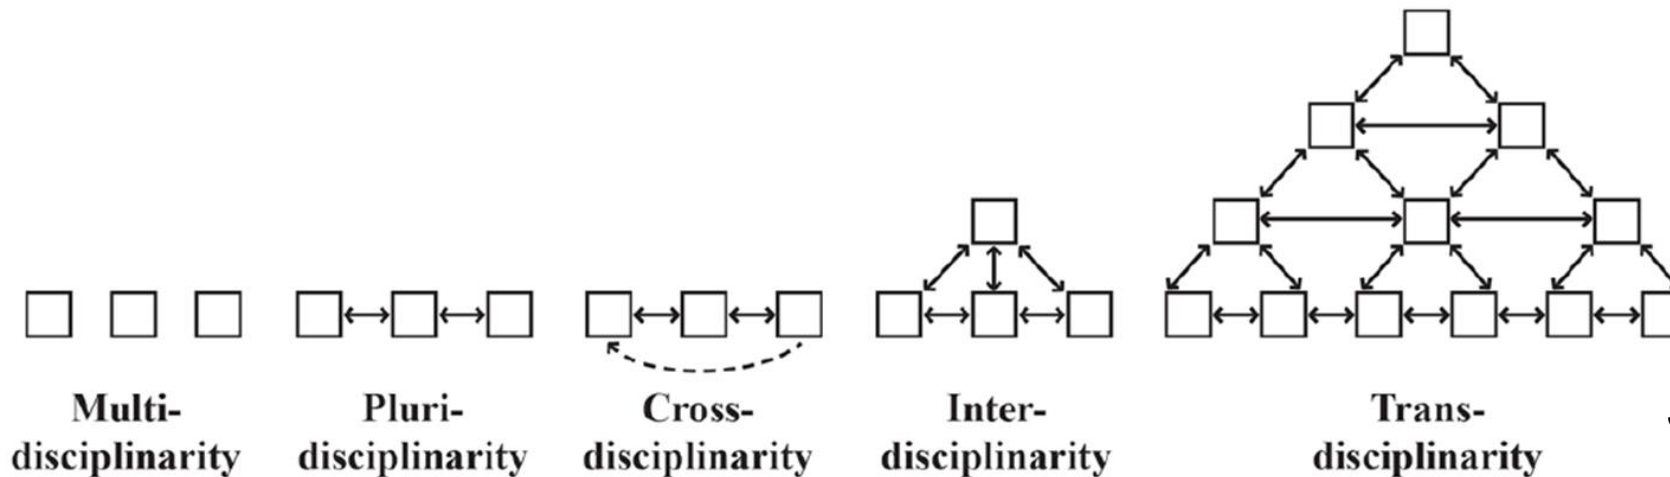 Multi-
disciplinarity
Pluri-
disciplinarity
Cross-
disciplinarity
Inter-
disciplinarity
Trans-
disciplinarity